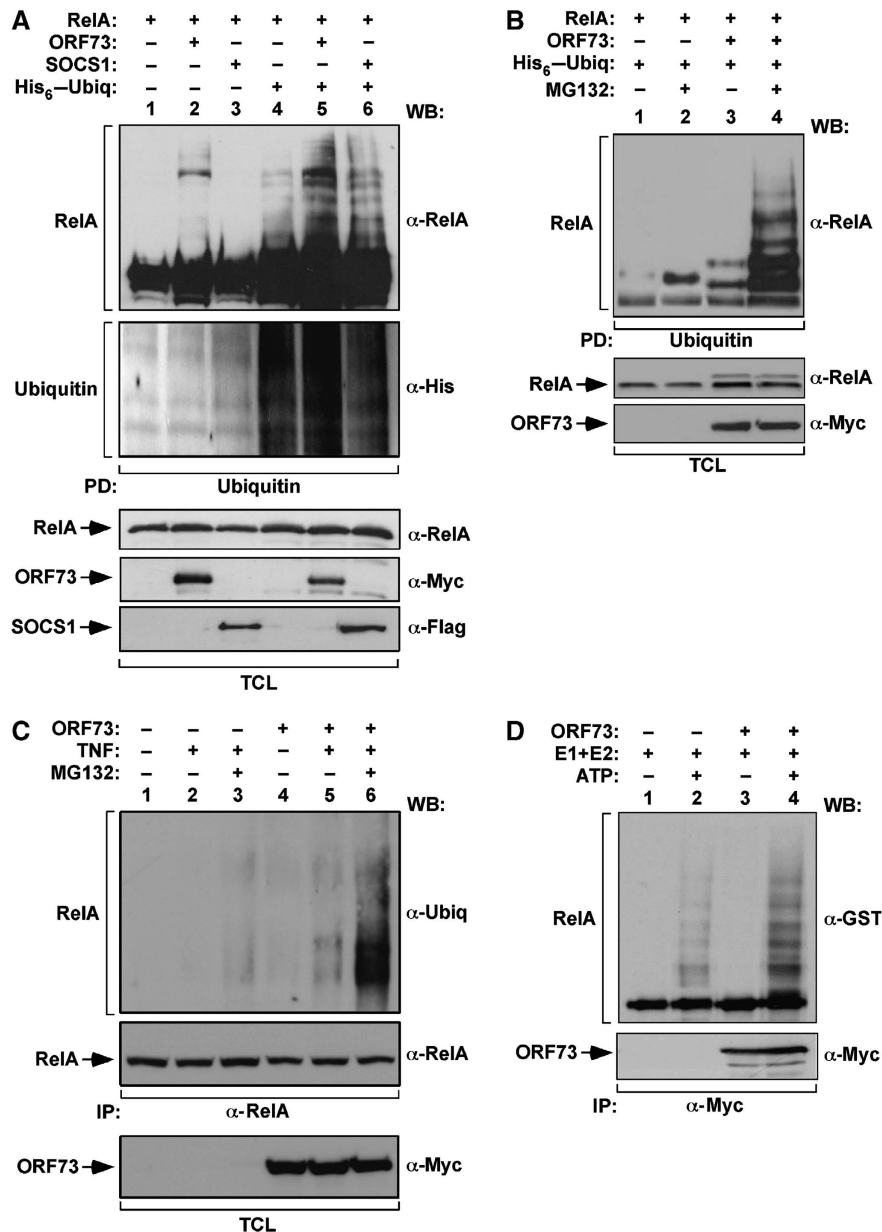 A
RelA: + + + + + +
ORF73: – + – – + –
SOCS1: – – + – – +
His6–Ubiq: – – – + + +
1 2 3 4 5 6 WB:
RelA α-RelA
Ubiquitin α-His
PD: Ubiquitin
RelA α-RelA
ORF73 α-Myc
SOCS1 α-Flag
TCL
B
RelA: + + + +
ORF73: – – + +
His6–Ubiq: + + + +
MG132: – + – +
1 2 3 4 WB:
RelA α-RelA
PD: Ubiquitin
RelA α-RelA
ORF73 α-Myc
TCL
C
ORF73: – – – + + +
TNF: – + + – + +
MG132: – – + – – +
1 2 3 4 5 6 WB:
RelA α-Ubiq
RelA α-RelA
IP: α-RelA
ORF73 α-Myc
TCL
D
ORF73: – – + +
E1+E2: + + + +
ATP: – + – +
1 2 3 4 WB:
RelA α-GST
ORF73 α-Myc
IP: α-Myc